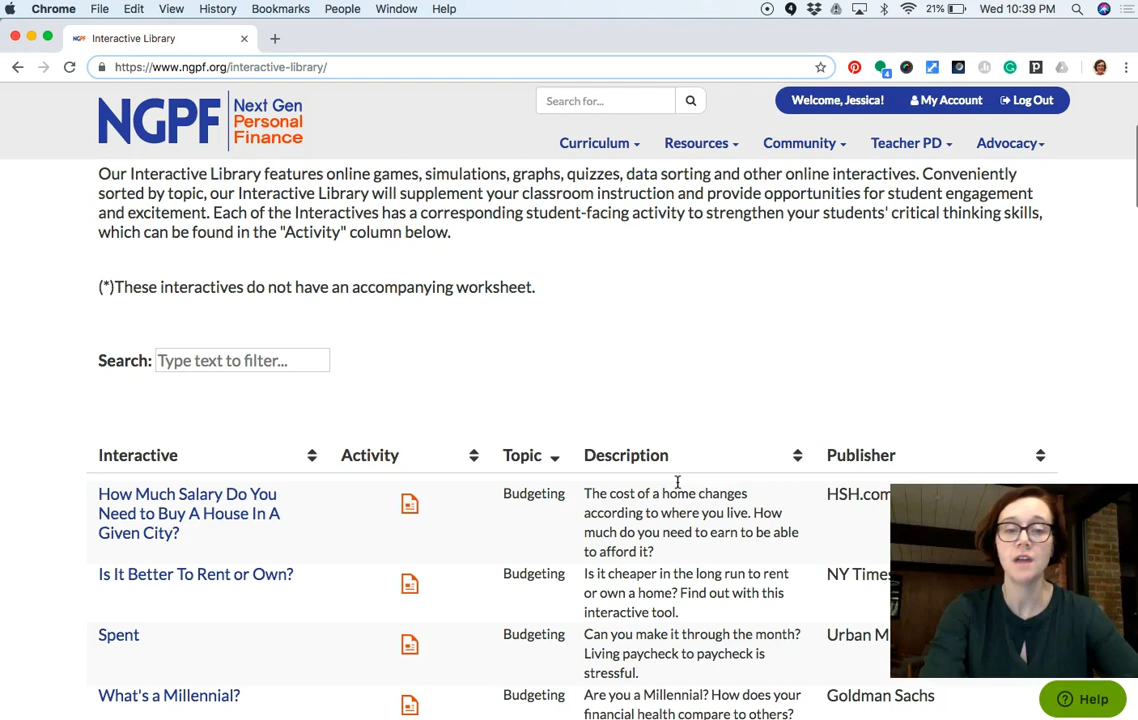 Chrome File Edit View History Bookmarks People Window Help 21% Wed 10:39 PM
NGPF Interactive Library
https://www.ngpf.org/interactive-library/ 4
NGPF Next Gen
Personal
Finance
Search for...
Welcome, Jessica! My Account Log Out
Curriculum Resources Community Teacher PD Advocacy
Our Interactive Library features online games, simulations, graphs, quizzes, data sorting and other online interactives. Conveniently
sorted by topic, our Interactive Library will supplement your classroom instruction and provide opportunities for student engagement
and excitement. Each of the Interactives has a corresponding student-facing activity to strengthen your students' critical thinking skills,
which can be found in the "Activity" column below.
(*)These interactives do not have an accompanying worksheet.
Search: Type text to filter...
Interactive Activity Topic Description Publisher
How Much Salary Do You
Need to Buy A House In A
Given City?
Budgeting
The cost of a home changes
according to where you live. How
much do you need to earn to be able
to afford it?
HSH.com
Is It Better To Rent or Own?
Budgeting
Is it cheaper in the long run to rent
or own a home? Find out with this
interactive tool.
NY Times
Spent
Budgeting
Can you make it through the month?
Living paycheck to paycheck is
stressful.
Urban M
What's a Millennial?
Budgeting
Are you a Millennial? How does your
financial health compare to others?
Goldman Sachs
Help